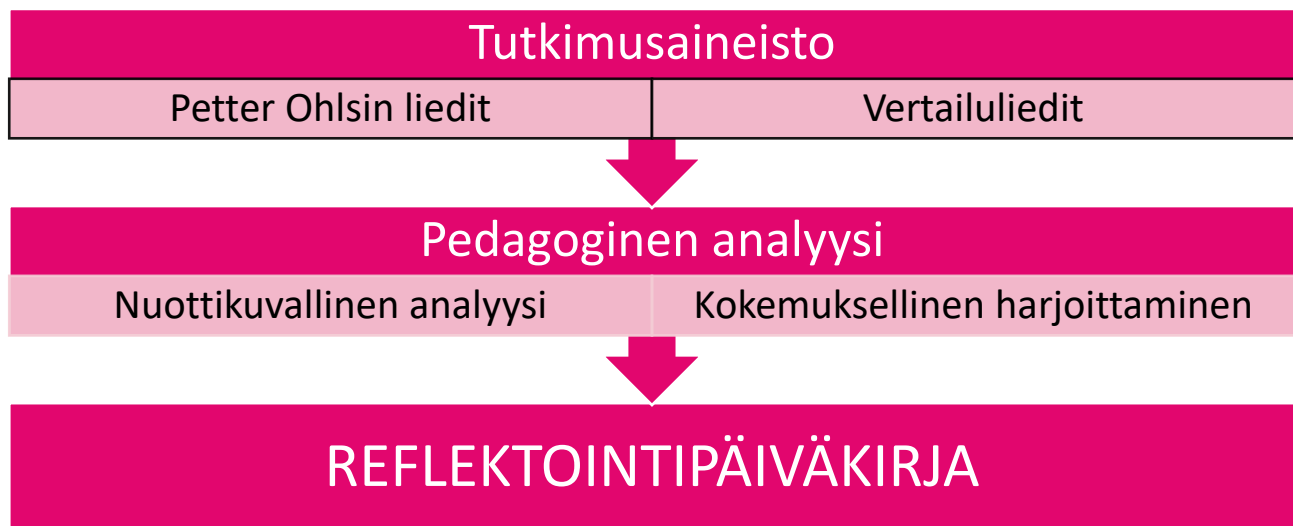 Tutkimusaineisto
Petter Ohlsin liedit
Vertailuliedit
Pedagoginen analyysi
Nuottikuvallinen analyysi
Kokemuksellinen harjoittaminen
REFLEKTOINTIPÄIVÄKIRJA